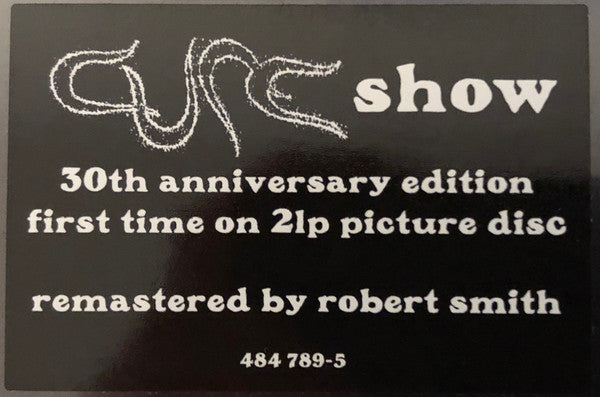 CURE show
30th anniversary edition
first time on 2lp picture disc
remastered by robert smith
484 789-5